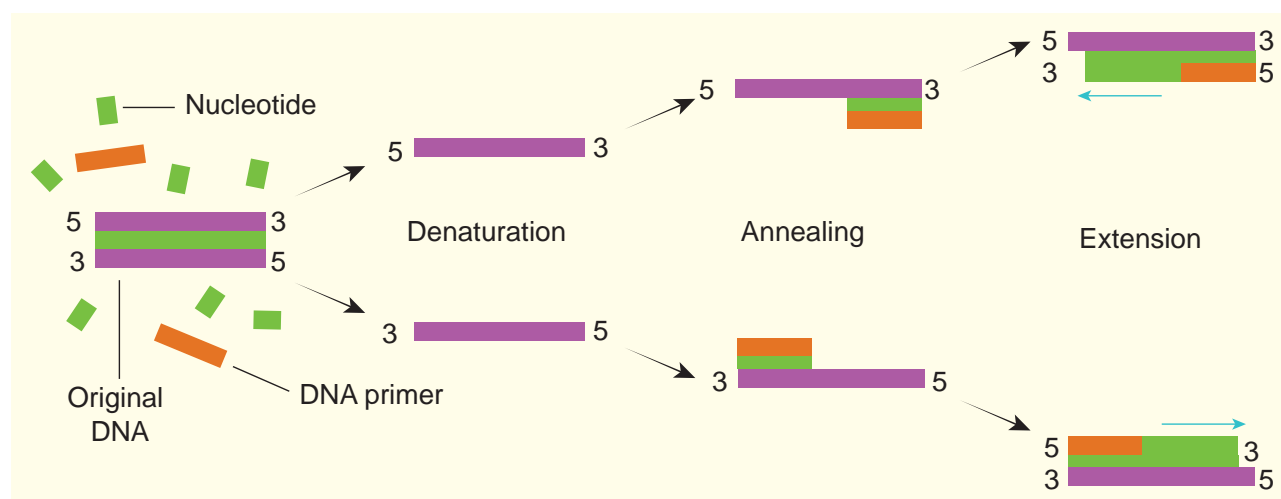 5 3
3 5
Nucleotide
5 3
5 3
5 3
3 5
Denaturation
Annealing
Extension
3 5
3 5
5 3
3 5
Original
DNA
DNA primer